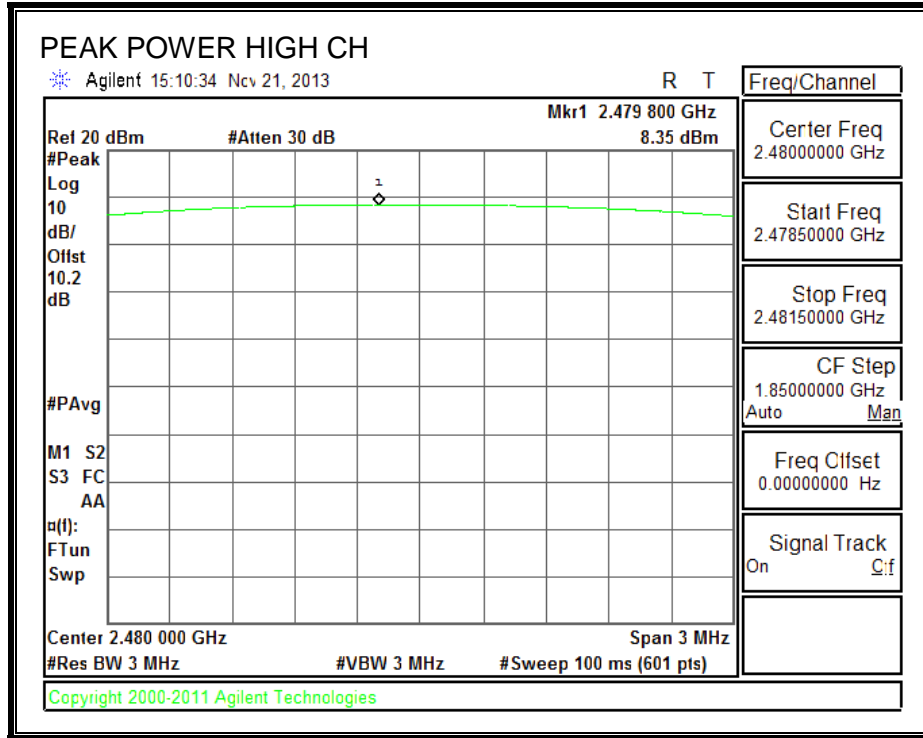 PEAK POWER HIGH CH
Agilent 15:10:34 Nov 21, 2013 R T
Mkr1 2.479 800 GHz
Ref 20 dBm #Atten 30 dB 8.35 dBm
#Peak
Log
10
dB/
Offst
10.2
dB
1
#PAvg
M1 S2
S3 FC
AA
¤(f):
FTun
Swp
Center 2.480 000 GHz Span 3 MHz
#Res BW 3 MHz #VBW 3 MHz #Sweep 100 ms (601 pts)
Copyright 2000-2011 Agilent Technologies
Freq/Channel
Center Freq
2.48000000 GHz
Start Freq
2.47850000 GHz
Stop Freq
2.48150000 GHz
CF Step
1.85000000 GHz
Auto Man
Freq Offset
0.00000000 Hz
Signal Track
On Off